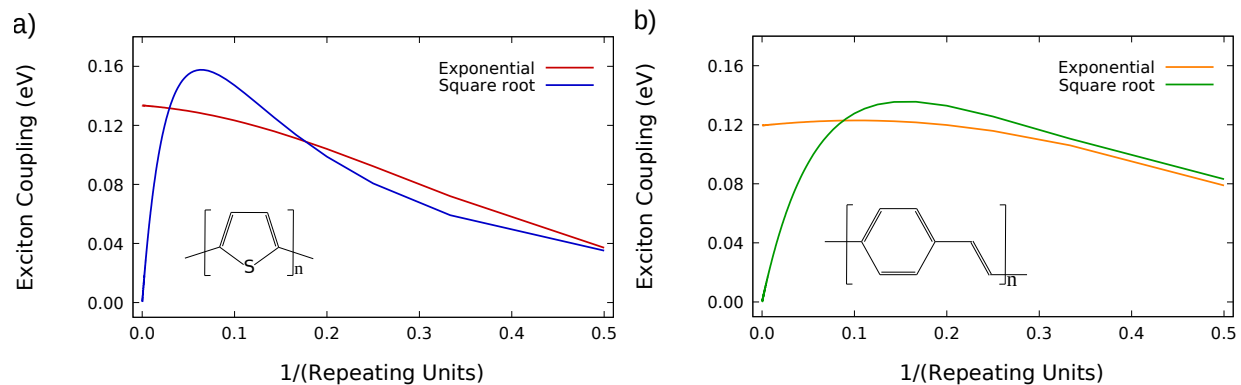 a)
Exciton Coupling (eV)
0.16
0.12
0.08
0.04
0.00
Exponential
Square root
S
n
0.0 0.1 0.2 0.3 0.4 0.5
1/(Repeating Units)
b)
Exciton Coupling (eV)
0.16
0.12
0.08
0.04
0.00
Exponential
Square root
n
0.0 0.1 0.2 0.3 0.4 0.5
1/(Repeating Units)